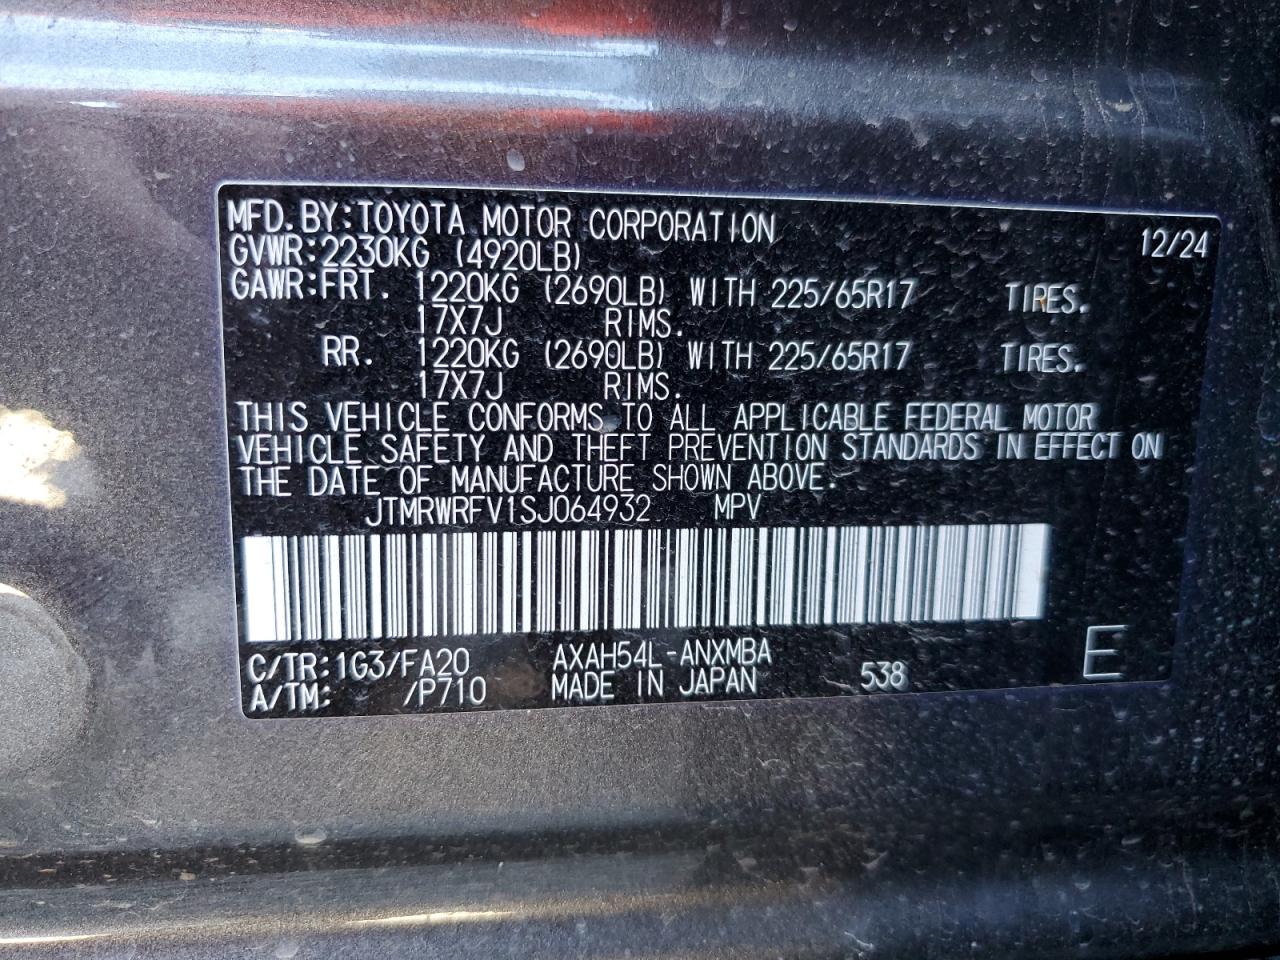 MFD.BY:TOYOTA MOTOR CORPORATION 12/24
GVWR:2230KG (4920LB)
GAWR:FRT. 1220KG (2690LB) WITH 225/65R17 TIRES.
17X7J RIMS.
RR. 1220KG (2690LB) WITH 225/65R17 TIRES.
17X7J RIMS.
THIS VEHICLE CONFORMS TO ALL APPLICABLE FEDERAL MOTOR
VEHICLE SAFETY AND THEFT PREVENTION STANDARDS IN EFFECT ON
THE DATE OF MANUFACTURE SHOWN ABOVE.
JTMRWRFV1SJ064932 MPV
C/TR:1G3/FA20 AXAH54L-ANXMBA
A/TM: /P710 MADE IN JAPAN 538 E